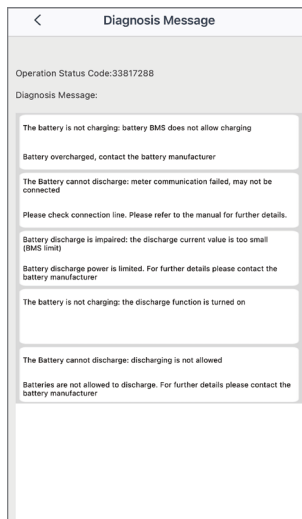 Diagnosis Message
Operation Status Code:33817288
Diagnosis Message:
The battery is not charging: battery BMS does not allow charging
Battery overcharged, contact the battery manufacturer
The Battery cannot discharge: meter communication failed, may not be
connected
Please check connection line. Please refer to the manual for further details.
Battery discharge is impaired: the discharge current value is too small
(BMS limit)
Battery discharge power is limited. For further details please contact the
battery manufacturer
The battery is not charging: the discharge function is turned on
The Battery cannot discharge: discharging is not allowed
Batteries are not allowed to discharge. For further details please contact the
battery manufacturer